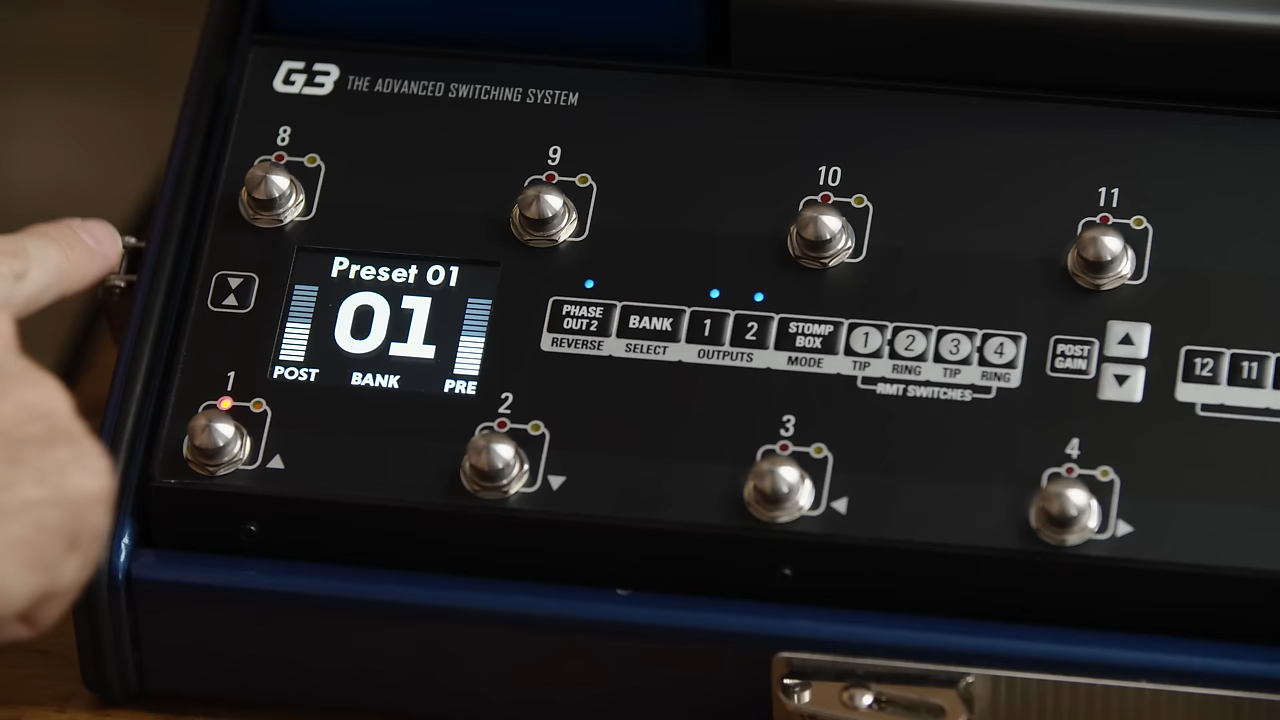 G3 THE ADVANCED SWITCHING SYSTEM
8
9
10
11
Preset 01
01
POST BANK PRE
PHASE OUT 2
REVERSE
BANK
SELECT
1 2
OUTPUTS
STOMP BOX
MODE
1 2 3 4
TIP RING TIP RING
RMT SWITCHES
POST GAIN
12 11
1
2
3
4